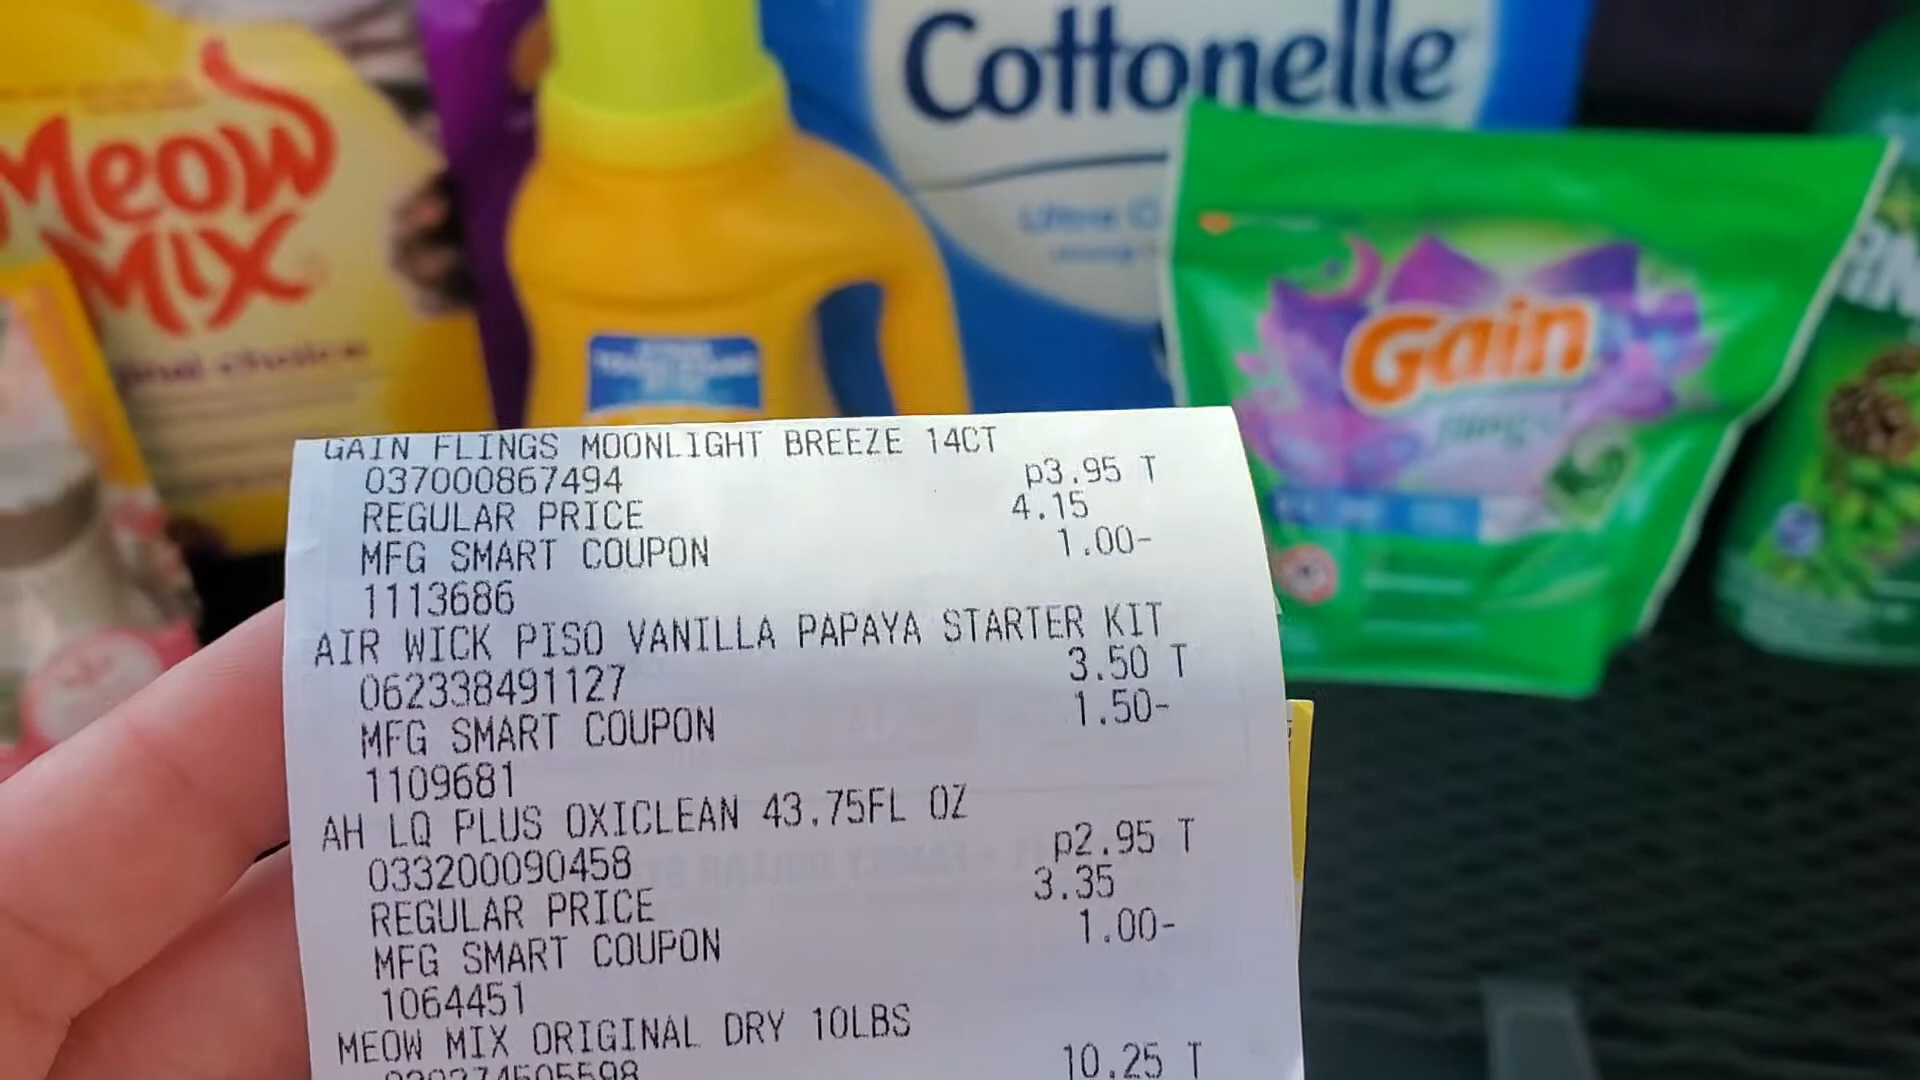 Meow
Mix
Cottonelle
Ultra
Gain
flings!
GAIN FLINGS MOONLIGHT BREEZE 14CT
037000867494 p3.95 T
REGULAR PRICE 4.15
MFG SMART COUPON 1.00-
1113686
AIR WICK PISO VANILLA PAPAYA STARTER KIT
062338491127 3.50 T
MFG SMART COUPON 1.50-
1109681
AH LQ PLUS OXICLEAN 43.75FL OZ
033200090458 p2.95 T
REGULAR PRICE 3.35
MFG SMART COUPON 1.00-
1064451
MEOW MIX ORIGINAL DRY 10LBS
10.25 T